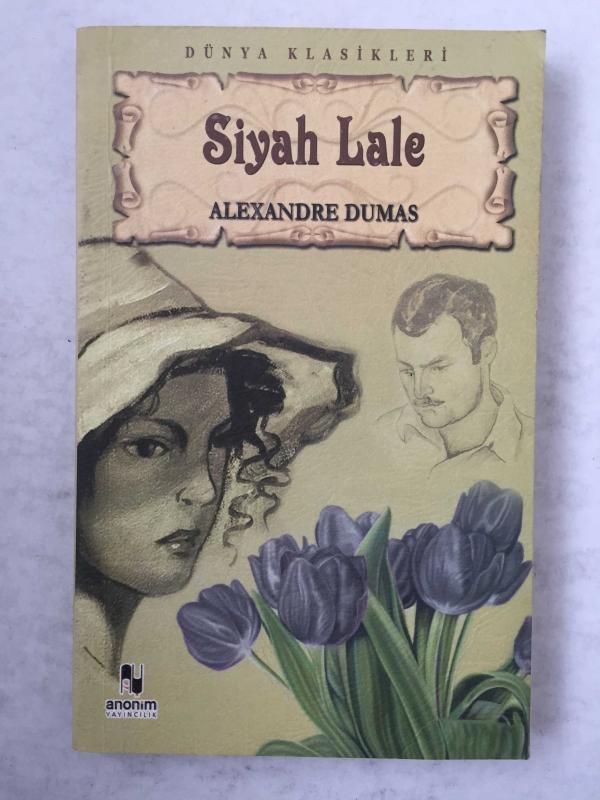 DÜNYA KLASİKLERİ
Siyah Lale
ALEXANDRE DUMAS
anonim
YAYINCILIK